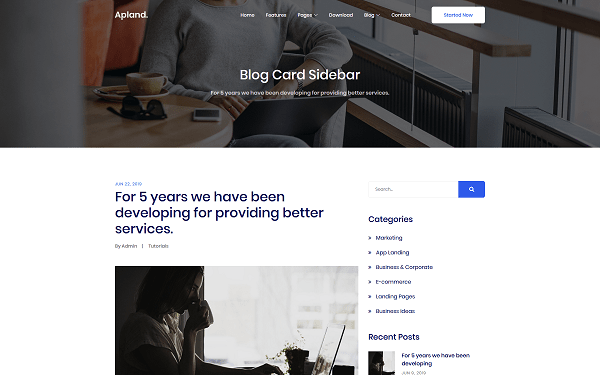 Apland.
Home Features Pages Download Blog Contact Started Now
Blog Card Sidebar
For 5 years we have been developing for providing better services.
JUN 22, 2019
For 5 years we have been
developing for providing better
services.
By Admin | Tutorials
Search...
Categories
» Marketing
» App Landing
» Business & Corporate
» E-commerce
» Landing Pages
» Business Ideas
Recent Posts
For 5 years we have been
developing
JUN 9, 2019